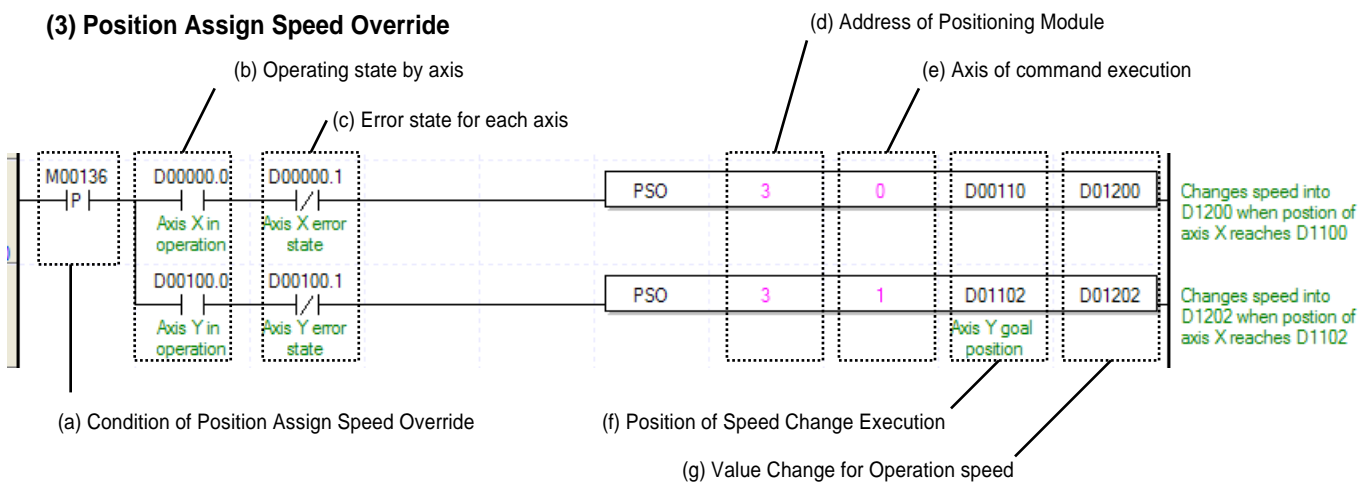 (3) Position Assign Speed Override
(d) Address of Positioning Module
(b) Operating state by axis
(e) Axis of command execution
(c) Error state for each axis
M00136 D00000.0 D00000.1
P
PSO 3 0 D00110 D01200
Axis X in operation
Axis X error state
Changes speed into
D1200 when postion of
axis X reaches D1100
D00100.0 D00100.1
PSO 3 1 D01102 D01202
Axis Y in operation
Axis Y error state
Axis Y goal position
Changes speed into
D1202 when postion of
axis X reaches D1102
(a) Condition of Position Assign Speed Override
(f) Position of Speed Change Execution
(g) Value Change for Operation speed